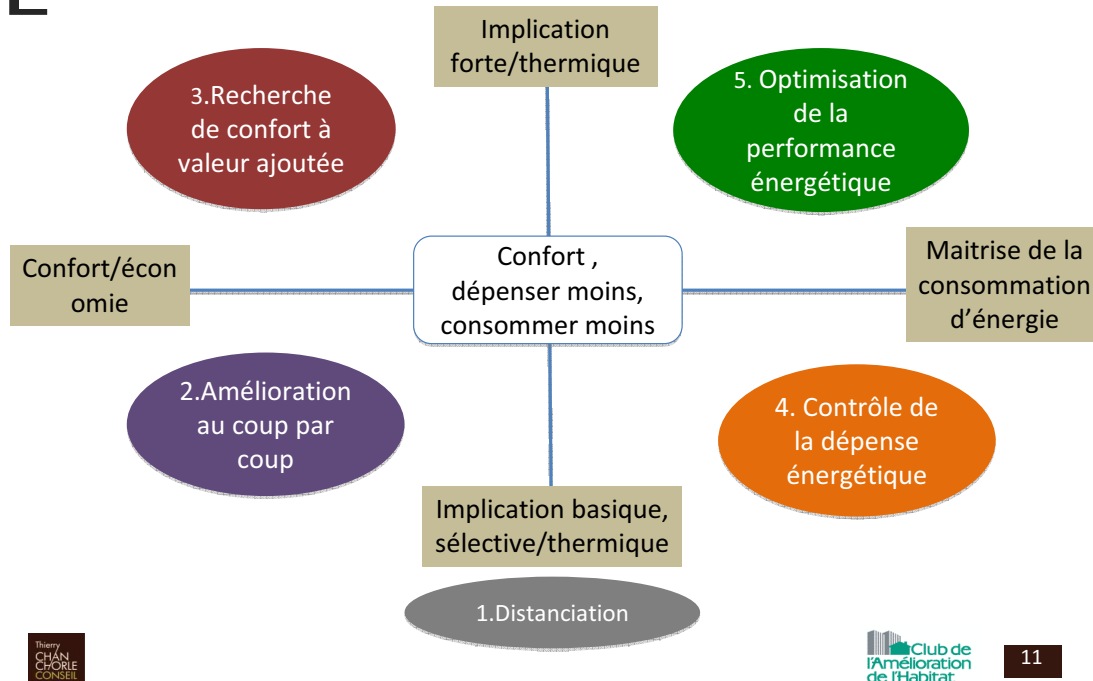 E
Implication
forte/thermique
3.Recherche
de confort à
valeur ajoutée
5. Optimisation
de la
performance
énergétique
Confort/écon
omie
Confort ,
dépenser moins,
consommer moins
Maitrise de la
consommation
d’énergie
2.Amélioration
au coup par
coup
4. Contrôle de
la dépense
énergétique
Implication basique,
sélective/thermique
1.Distanciation
Thierry
CHÁN
CHORLE
CONSEIL
Club de
l'Amélioration
de l'Habitat
11